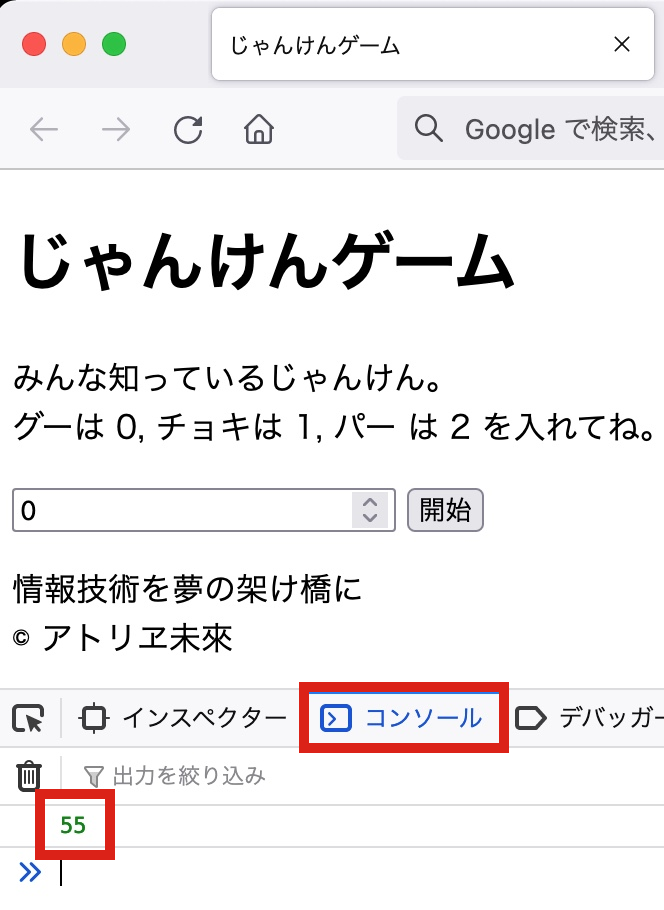 じゃんけんゲーム
Google で検索、
じゃんけんゲーム
みんな知っているじゃんけん。
グーは 0, チョキは 1, パー は 2 を入れてね。
0 開始
情報技術を夢の架け橋に
© アトリヱ未來
インスペクター コンソール デバッガー
出力を絞り込み
55